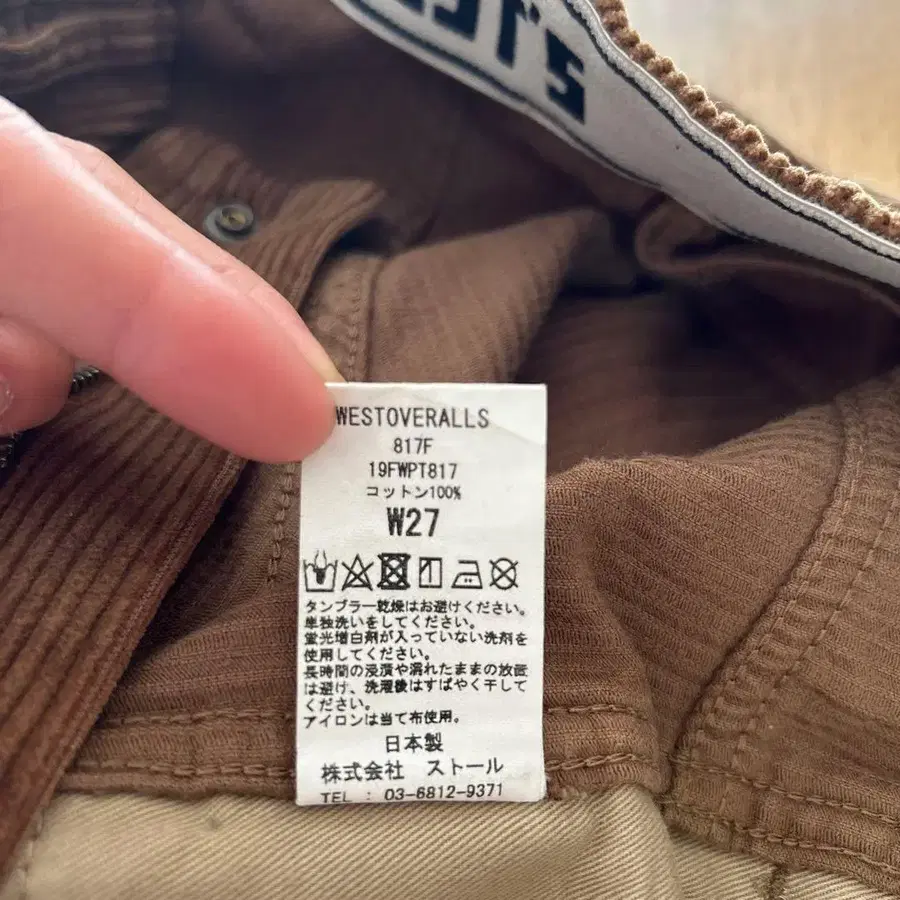 WESTOVERALLS
817F
19FWPT817
コットン100%
W27
タンブラー乾燥はお避けください。
単独洗いをしてください。
蛍光増白剤が入っていない洗剤を
使用してください。
長時間の浸漬や濡れたままの放置
は避け、洗濯後はすばやく干して
ください。
アイロンは当て布使用。
日本製
株式会社 ストール
TEL : 03-6812-9371